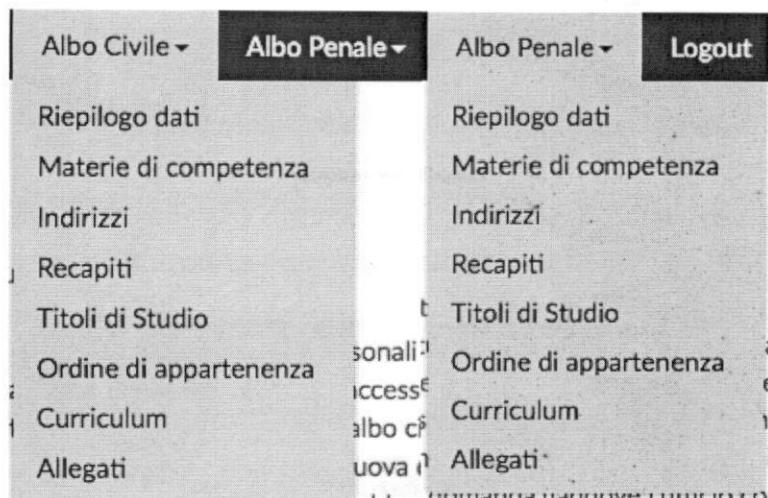 Albo Civile Albo Penale
Riepilogo dati
Materie di competenza
Indirizzi
Recapiti
Titoli di Studio
Ordine di appartenenza
Curriculum
Allegati
Albo Penale Logout
Riepilogo dati
Materie di competenza
Indirizzi
Recapiti
Titoli di Studio
Ordine di appartenenza
Curriculum
Allegati